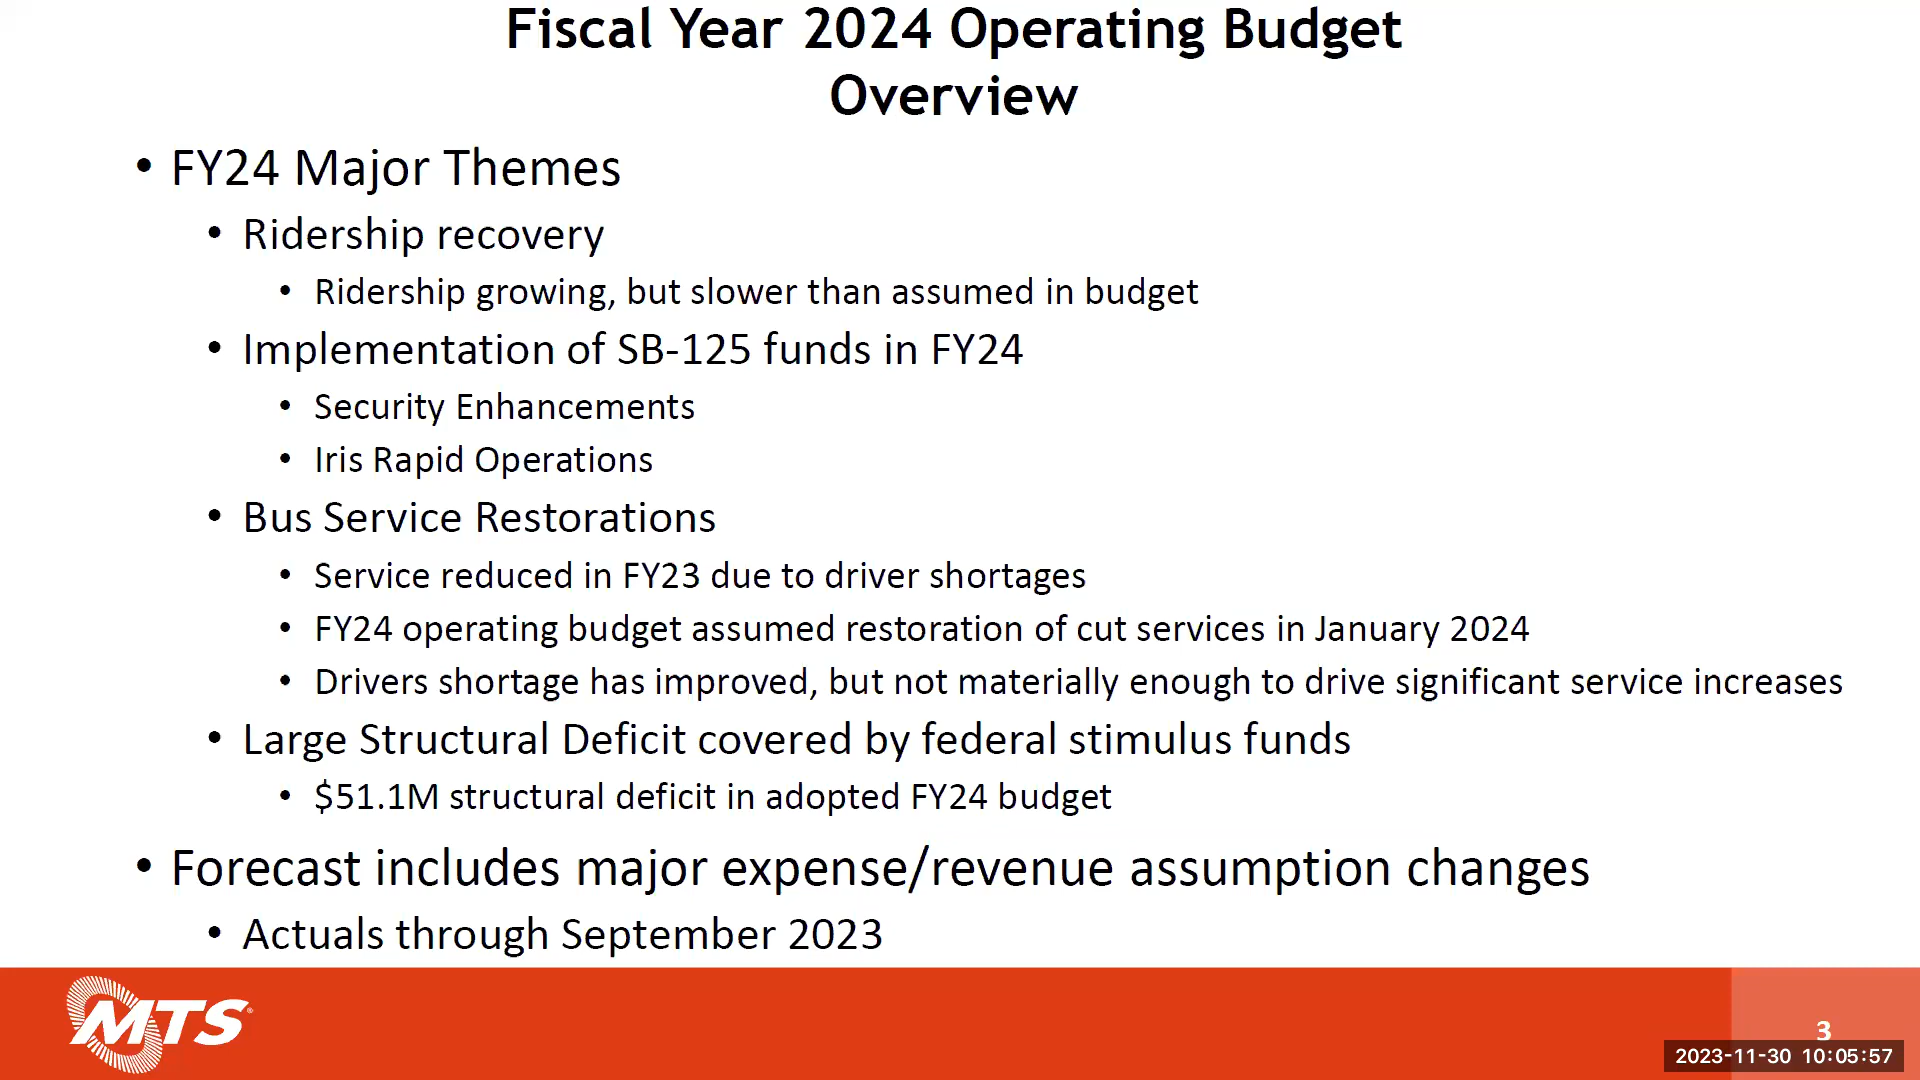 Fiscal Year 2024 Operating Budget
Overview
• FY24 Major Themes
• Ridership recovery
• Ridership growing, but slower than assumed in budget
• Implementation of SB-125 funds in FY24
• Security Enhancements
• Iris Rapid Operations
• Bus Service Restorations
• Service reduced in FY23 due to driver shortages
• FY24 operating budget assumed restoration of cut services in January 2024
• Drivers shortage has improved, but not materially enough to drive significant service increases
• Large Structural Deficit covered by federal stimulus funds
• $51.1M structural deficit in adopted FY24 budget
• Forecast includes major expense/revenue assumption changes
• Actuals through September 2023
MTS®
3
2023-11-30 10:05:57